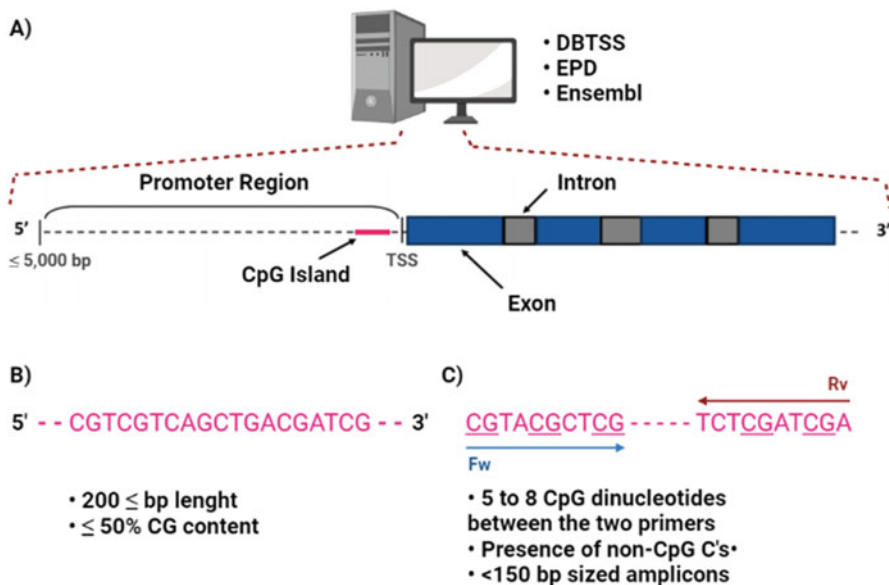 A)
• DBTSS
• EPD
• Ensembl
Promoter Region
Intron
5'
3'
≤ 5,000 bp
CpG Island
TSS
Exon
B)
5' -- CGTCGTCAGCTGACGATCG -- 3'
• 200 ≤ bp lenght
• ≤ 50% CG content
C)
Rv
CGTACGCTCG ----- TCTCGATCGA
Fw
• 5 to 8 CpG dinucleotides
between the two primers
• Presence of non-CpG C's•
• <150 bp sized amplicons